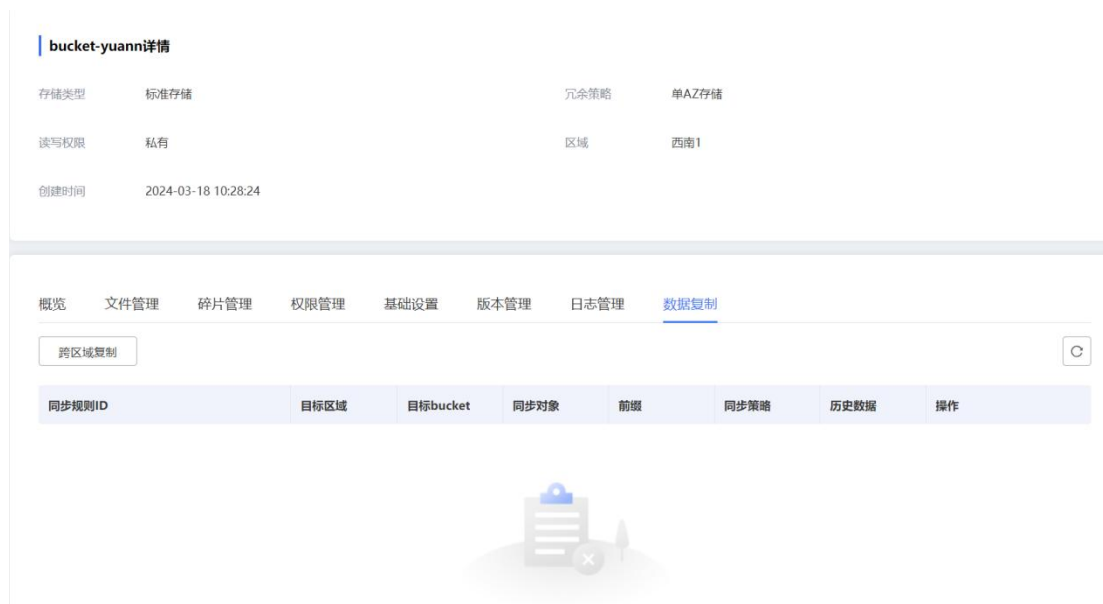 bucket-yuann详情
存储类型 标准存储 冗余策略 单AZ存储
读写权限 私有 区域 西南1
创建时间 2024-03-18 10:28:24
概览 文件管理 碎片管理 权限管理 基础设置 版本管理 日志管理 数据复制
跨区域复制
同步规则ID 目标区域 目标bucket 同步对象 前缀 同步策略 历史数据 操作